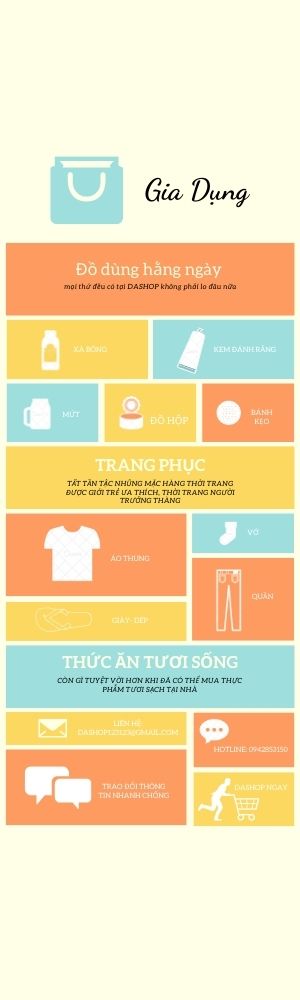 Gia Dụng
Đồ dùng hằng ngày
mọi thứ đều có tại DASHOP không phải lo đâu nữa
XÀ BÔNG
KEM ĐÁNH RĂNG
MỨT
ĐỒ HỘP
BÁNH
KẸO
TRANG PHỤC
TẤT TẦN TẬC NHỮNG MẶC HÀNG THỜI TRANG
ĐƯỢC GIỚI TRẺ ƯA THÍCH, THỜI TRANG NGƯỜI
TRƯỞNG THÀNG
ÁO THUNG
VỚ
QUẦN
GIÀY- DÉP
THỨC ĂN TƯƠI SỐNG
CÒN GÌ TUYỆT VỜI HƠN KHI ĐÃ CÓ THỂ MUA THỰC
PHẨM TƯƠI SẠCH TẠI NHÀ
LIÊN HỆ:
DASHOP123123@GMAIL.COM
HOTLINE: 0942853150
TRAO ĐỔI THÔNG
TIN NHANH CHÓNG
DASHOP NGAY